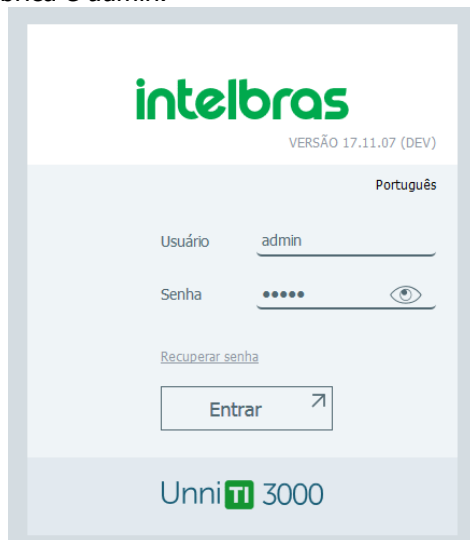 intelbras
VERSÃO 17.11.07 (DEV)
Português
Usuário admin
Senha •••••
Recuperar senha
Entrar
Unni TI 3000